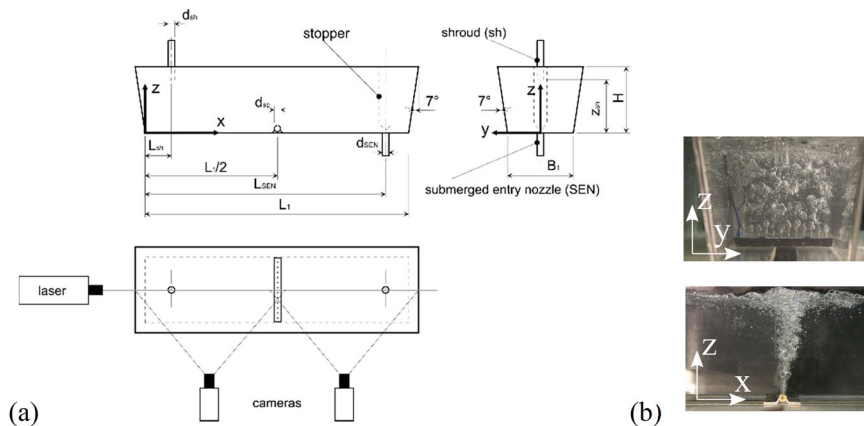 dsh
stopper
shroud (sh)
z
x
7°
dsp
Lsh
dSEN
L1/2
LSEN
L1
7°
z
y
zsh
H
B1
submerged entry nozzle (SEN)
laser
cameras
(a)
z
y
z
x
(b)